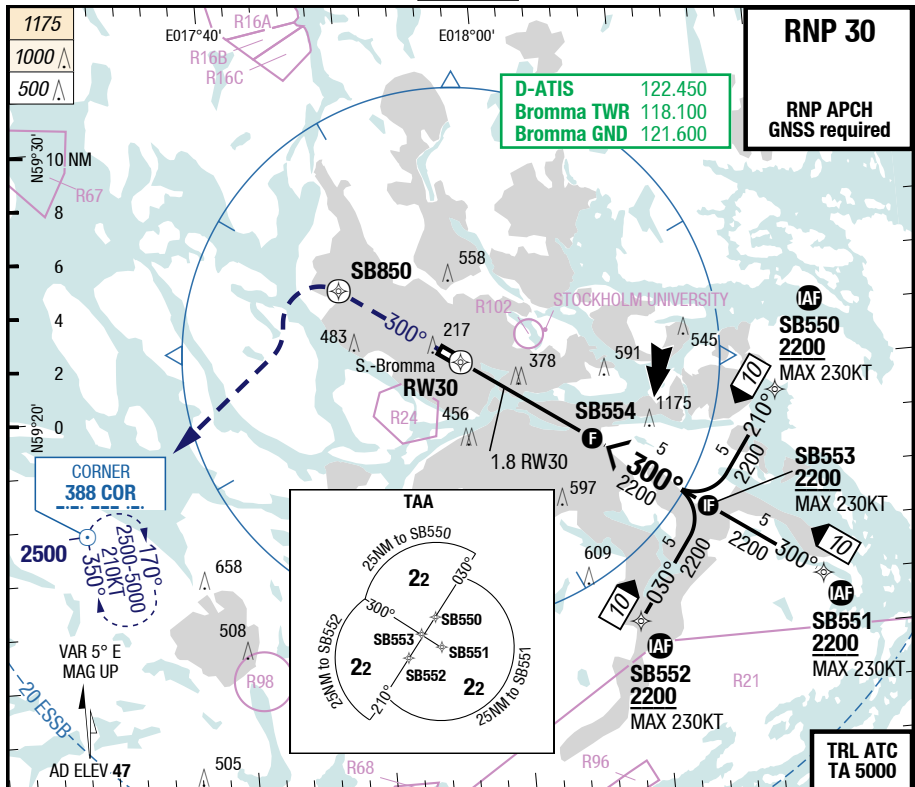 1175
1000
500
E017°40'
E018°00'
R16A
R16B
R16C
RNP 30
RNP APCH
GNSS required
D-ATIS 122.450
Bromma TWR 118.100
Bromma GND 121.600
N59°30'
10 NM
R67
8
6
4
2
0
N59°20'
558
SB850
R102
STOCKHOLM UNIVERSITY
IAF
SB550
2200
MAX 230KT
300°
217
483
S.-Bromma
RW30
378
591
545
10
210°
5
2200
R24
456
1.8 RW30
SB554
F
1175
5
300°
2200
SB553
2200
MAX 230KT
IF
CORNER
388 COR
2500
170°
2500-5000
210KT
350°
597
609
5
2200
030°
10
5
2200
300°
10
IAF
SB551
2200
MAX 230KT
IAF
SB552
2200
MAX 230KT
658
508
R98
VAR 5° E
MAG UP
20 ESSB
AD ELEV 47
505
TAA
25NM to SB550
22
030°
300°
SB550
SB553
SB551
SB552
25NM to SB552
22
210°
22
25NM to SB551
R68
R96
R21
TRL ATC
TA 5000